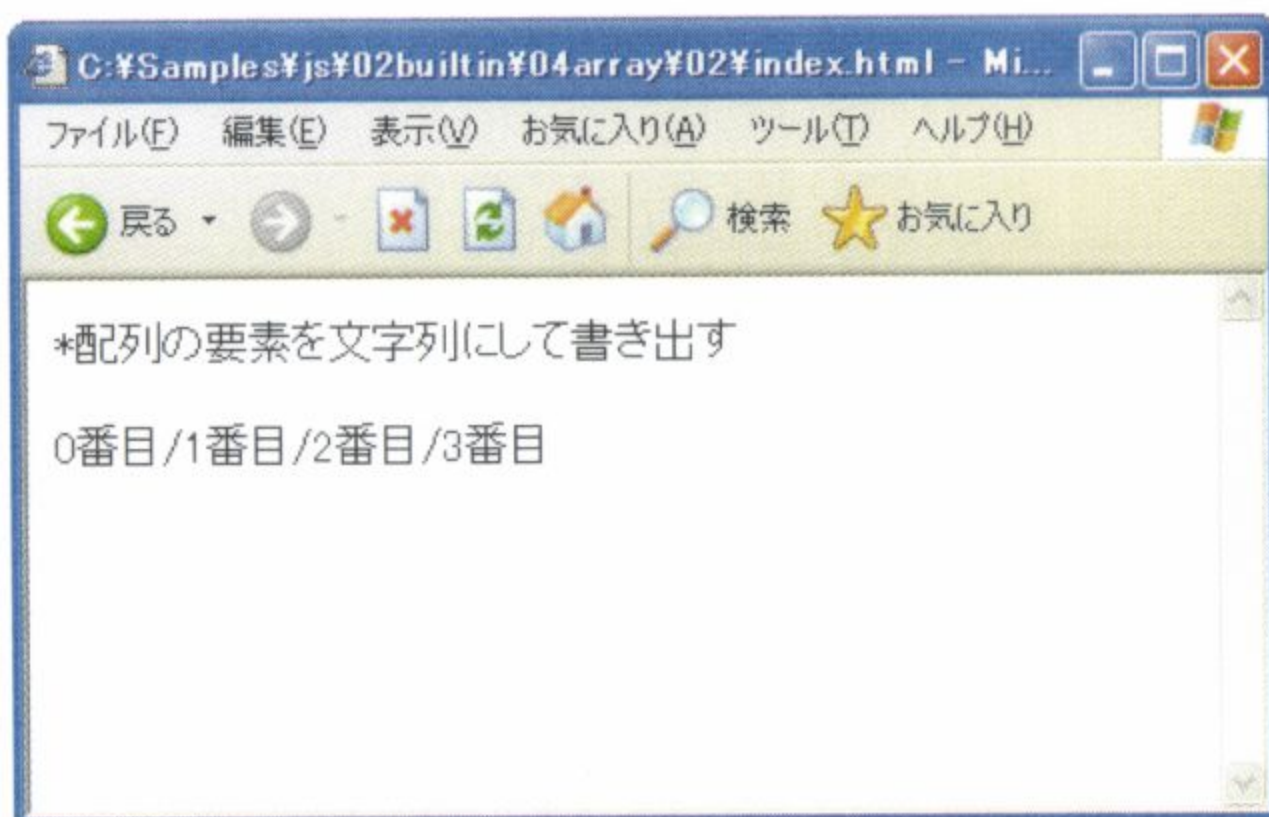 C:¥Samples¥js¥02builtin¥04array¥02¥index.html - Mi...
ファイル(F) 編集(E) 表示(V) お気に入り(A) ツール(T) ヘルプ(H)
戻る 検索 お気に入り
*配列の要素を文字列にして書き出す
0番目/1番目/2番目/3番目